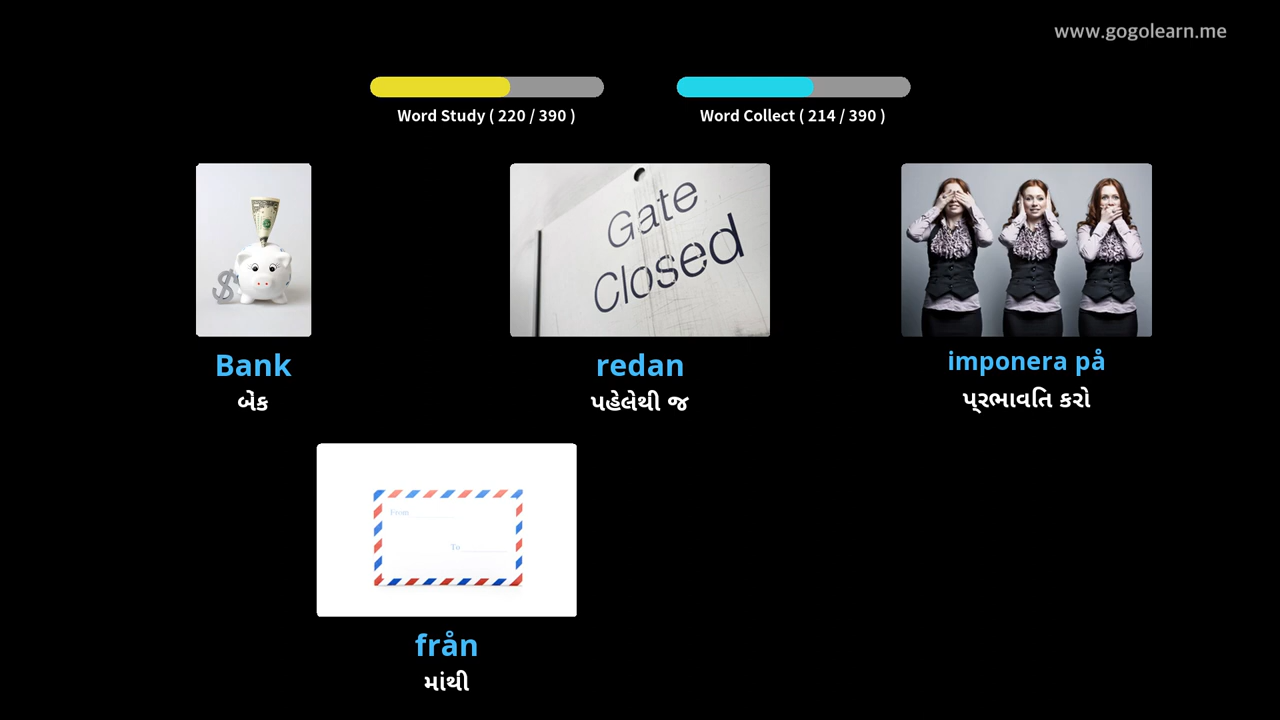 www.gogolearn.me
Word Study ( 220 / 390 )
Word Collect ( 214 / 390 )
Gate
Closed
Bank
બેંક
redan
પહેલેથી જ
imponera på
પ્રભાવતિ કરો
From
To
från
માંથી